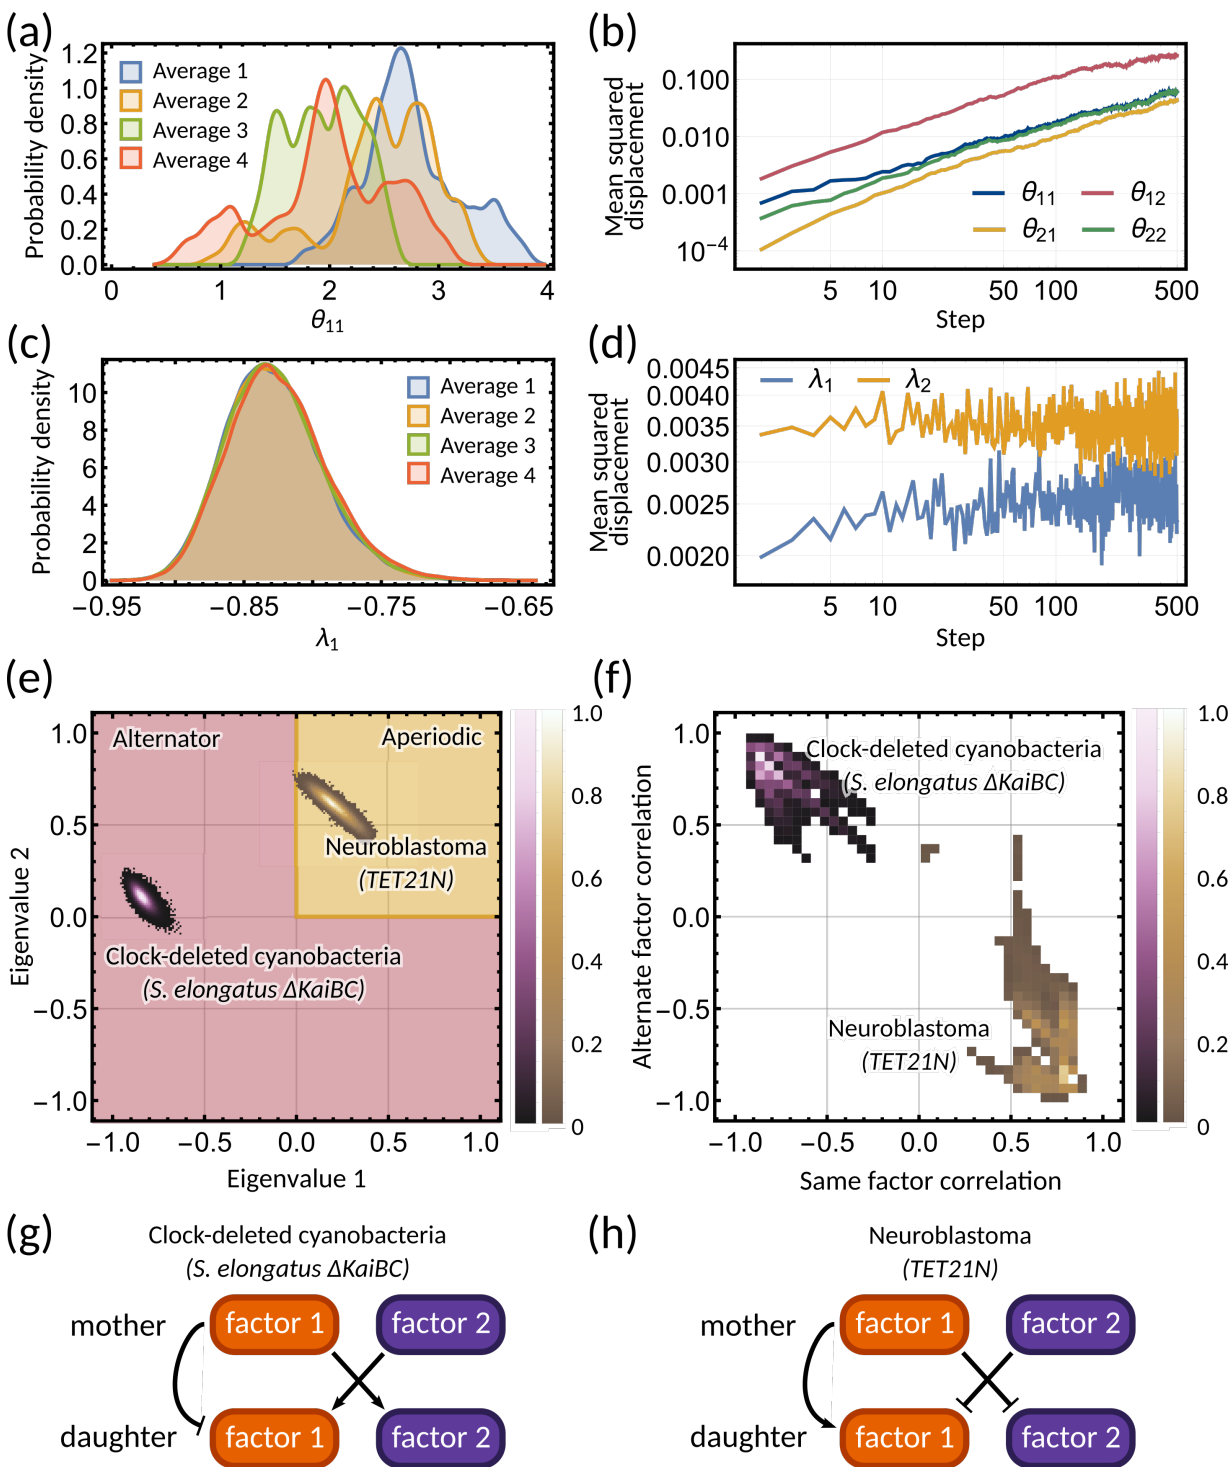 (a)
Probability density
1.2
1.0
0.8
0.6
0.4
0.2
0.0
Average 1
Average 2
Average 3
Average 4
0 1 2 3 4
θ11
(b)
Mean squared
displacement
0.100
0.010
0.001
10−4
θ11 θ12
θ21 θ22
5 10 50 100 500
Step
(c)
Probability density
10
8
6
4
2
0
Average 1
Average 2
Average 3
Average 4
−0.95 −0.85 −0.75 −0.65
λ1
(d)
Mean squared
displacement
0.0045
0.0040
0.0035
0.0030
0.0025
0.0020
λ1 λ2
5 10 50 100 500
Step
(e)
Eigenvalue 2
1.0
0.5
0.0
−0.5
−1.0
Alternator Aperiodic
Neuroblastoma
(TET21N)
Clock-deleted cyanobacteria
(S. elongatus ΔKaiBC)
−1.0 −0.5 0.0 0.5 1.0
Eigenvalue 1
1.0
0.8
0.6
0.4
0.2
0
(f)
Alternate factor correlation
1.0
0.5
0.0
−0.5
−1.0
Clock-deleted cyanobacteria
(S. elongatus ΔKaiBC)
Neuroblastoma
(TET21N)
−1.0 −0.5 0.0 0.5 1.0
Same factor correlation
1.0
0.8
0.6
0.4
0.2
0
(g)
Clock-deleted cyanobacteria
(S. elongatus ΔKaiBC)
mother factor 1 factor 2
daughter factor 1 factor 2
(h)
Neuroblastoma
(TET21N)
mother factor 1 factor 2
daughter factor 1 factor 2